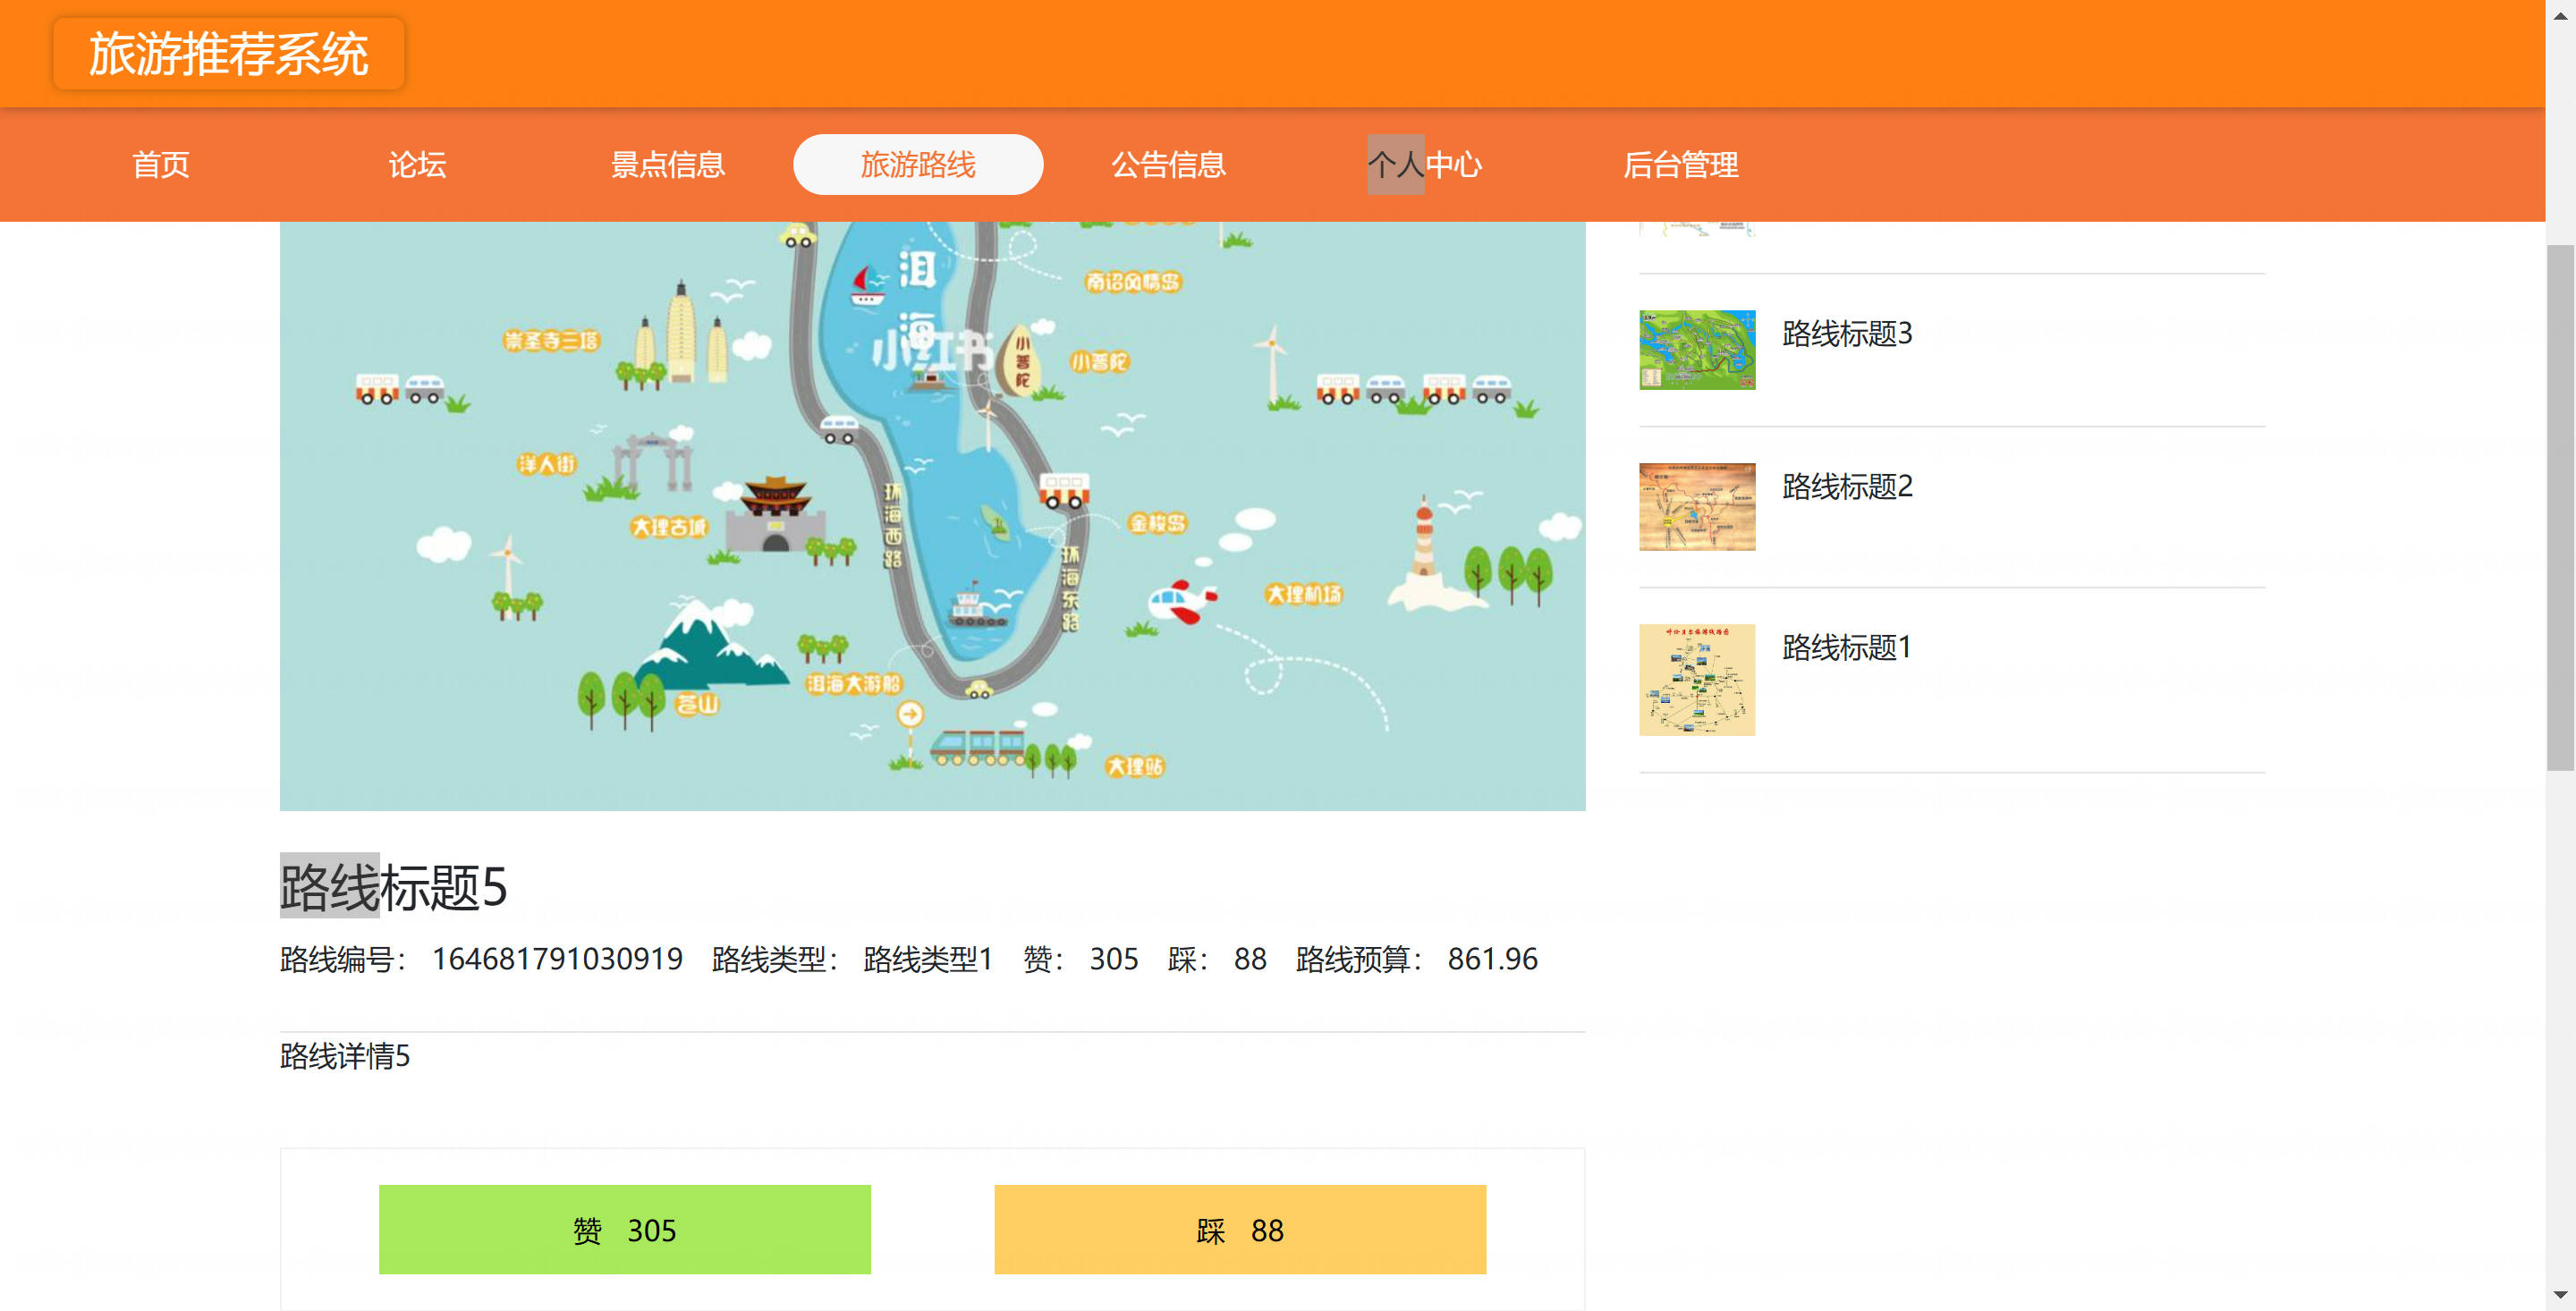 旅游推荐系统
首页 论坛 景点信息 旅游路线 公告信息 个人中心 后台管理
洱海
南诏风情岛
崇圣寺三塔
小红书
小普陀
小普陀
洋人街
大理古城
环海西路
金梭岛
环海东路
大理机场
洱海大游船
苍山
大理站
路线标题3
路线标题2
路线标题1
路线标题5
路线编号： 164681791030919 路线类型： 路线类型1 赞： 305 踩： 88 路线预算： 861.96
路线详情5
赞 305
踩 88